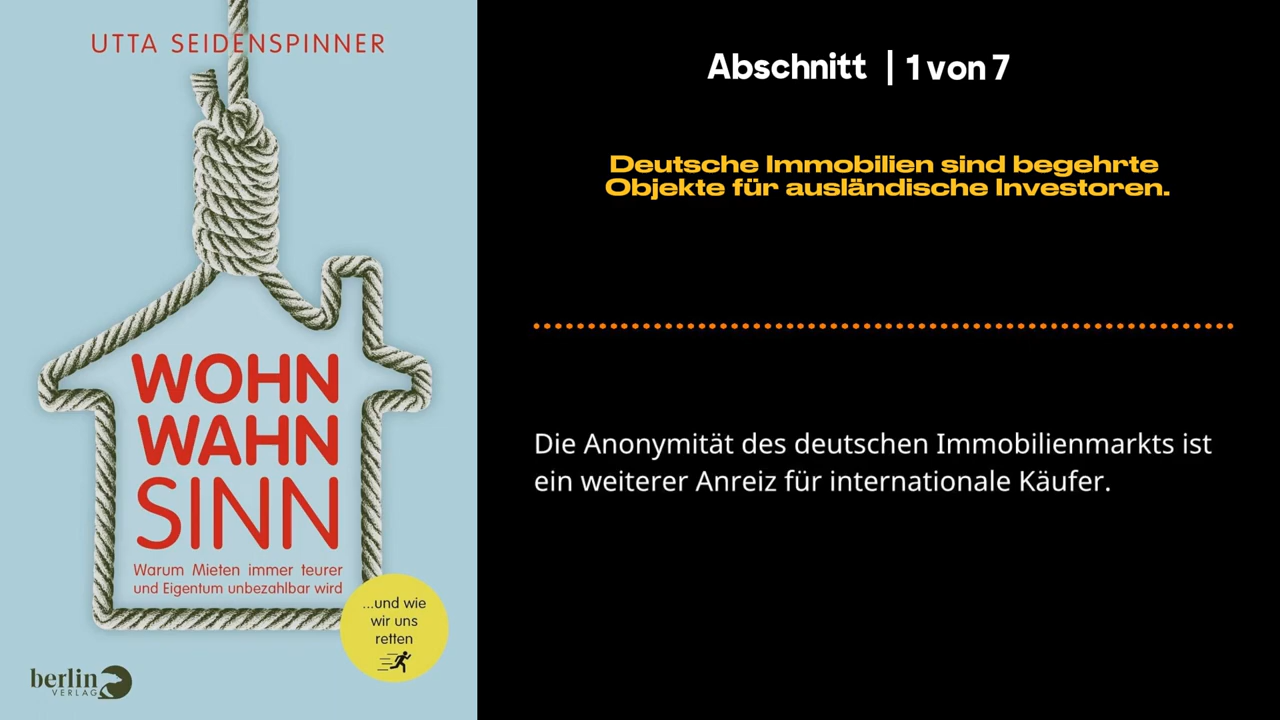 UTTA SEIDENSPINNER
WOHN
WAHN
SINN
Warum Mieten immer teurer
und Eigentum unbezahlbar wird
...und wie
wir uns
retten
berlin
VERLAG
Abschnitt | 1 von 7
Deutsche Immobilien sind begehrte
Objekte für ausländische Investoren.
Die Anonymität des deutschen Immobilienmarkts ist
ein weiterer Anreiz für internationale Käufer.